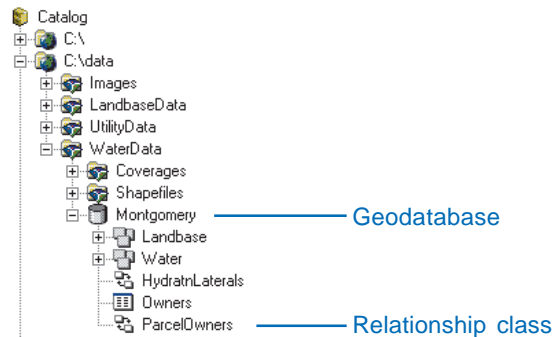 Catalog
C:\
C:\data
Images
LandbaseData
UtilityData
WaterData
Coverages
Shapefiles
Montgomery Geodatabase
Landbase
Water
HydratnLaterals
Owners
ParcelOwners Relationship class